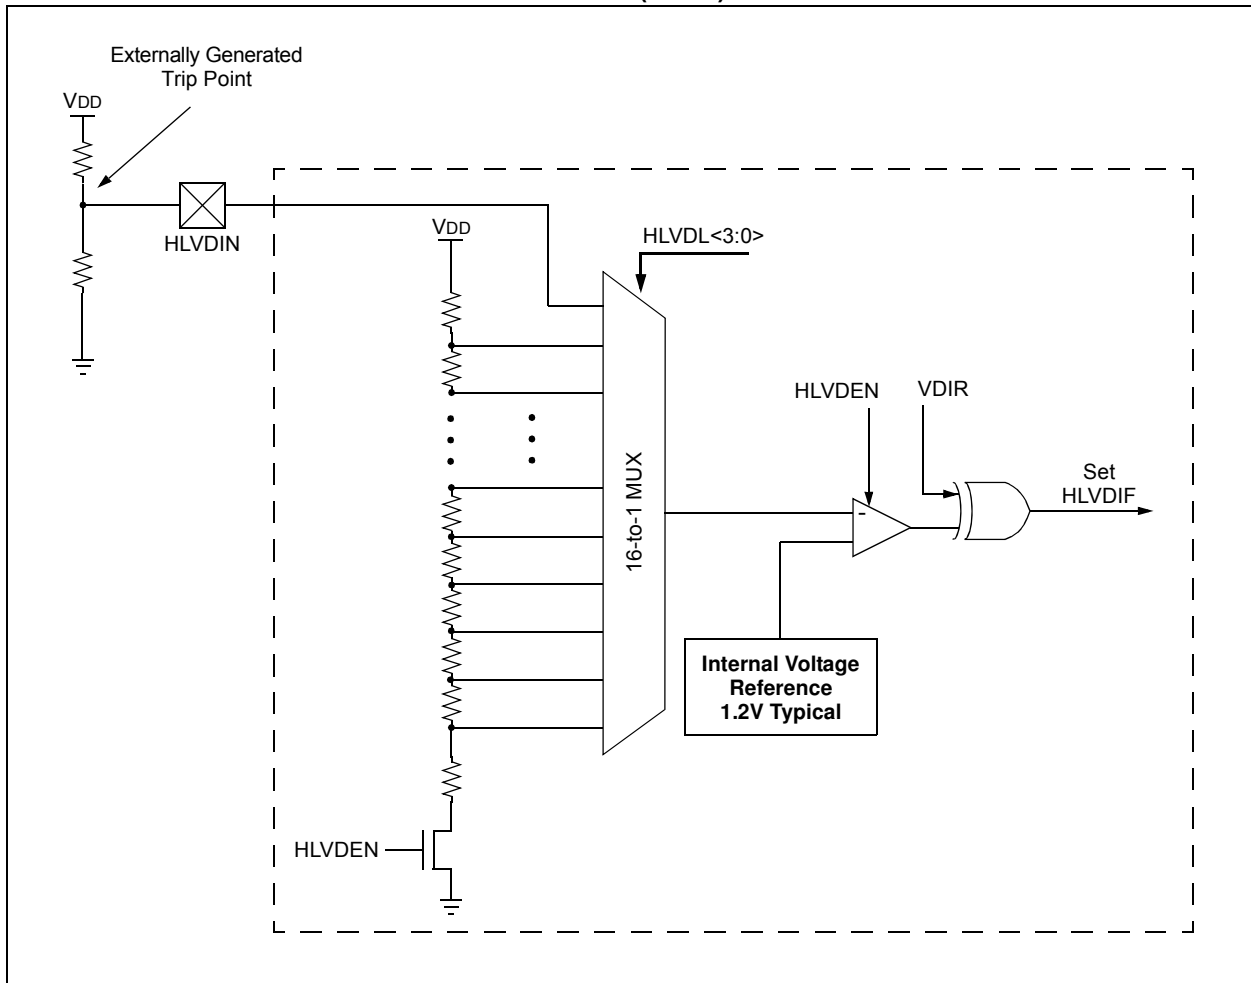 Externally Generated
Trip Point
VDD
HLVDIN
VDD
HLVDL<3:0>
16-to-1 MUX
HLVDEN
VDIR
-
Set
HLVDIF
Internal Voltage
Reference
1.2V Typical
HLVDEN